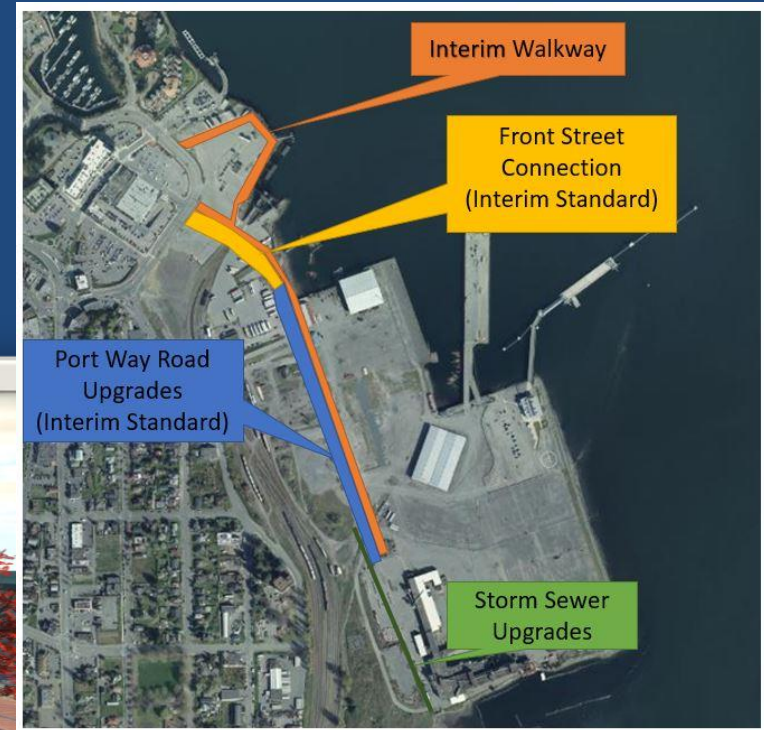 Interim Walkway
Front Street
Connection
(Interim Standard)
Port Way Road
Upgrades
(Interim Standard)
Storm Sewer
Upgrades